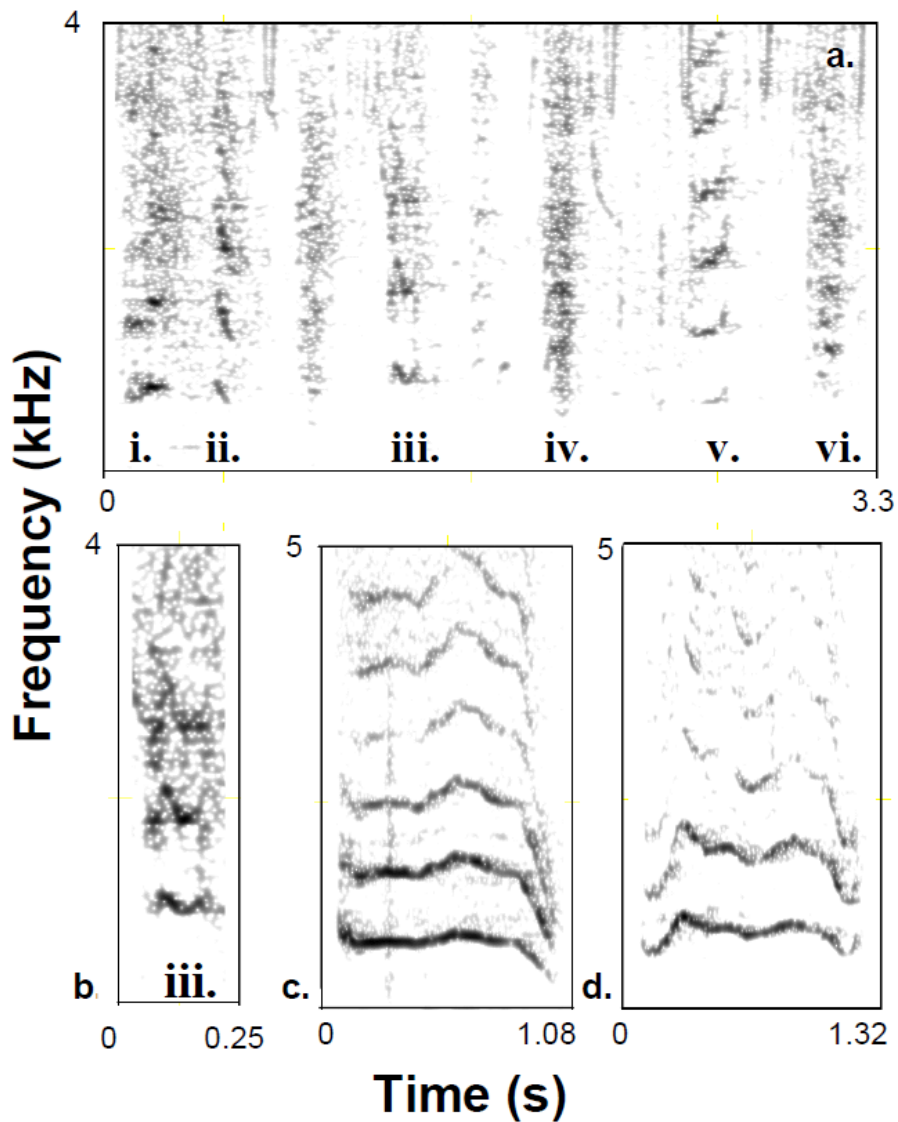 4
a.
i. ii. iii. iv. v. vi.
0 3.3
Frequency (kHz)
4 5 5
b. iii. c. d.
0 0.25 0 1.08 0 1.32
Time (s)